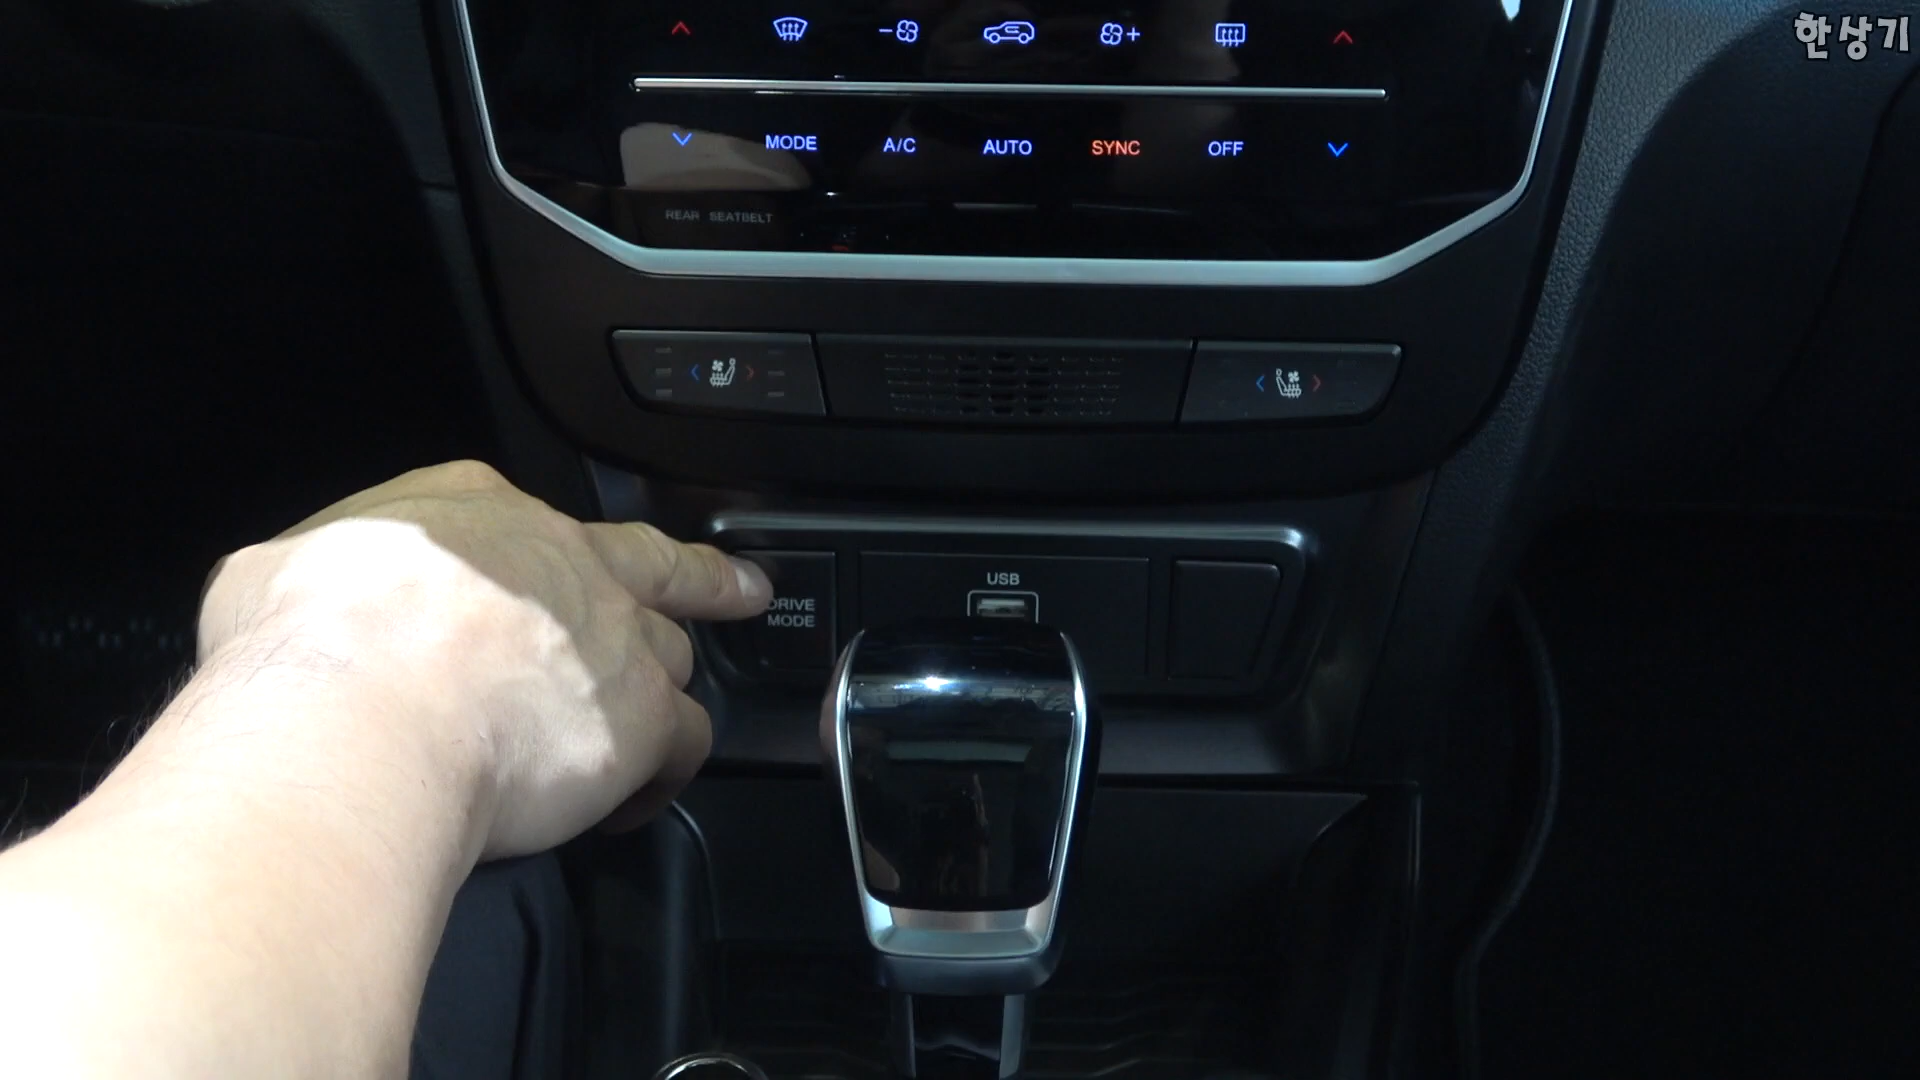 한상기
MODE A/C AUTO SYNC OFF
REAR SEATBELT
USB
DRIVE
MODE